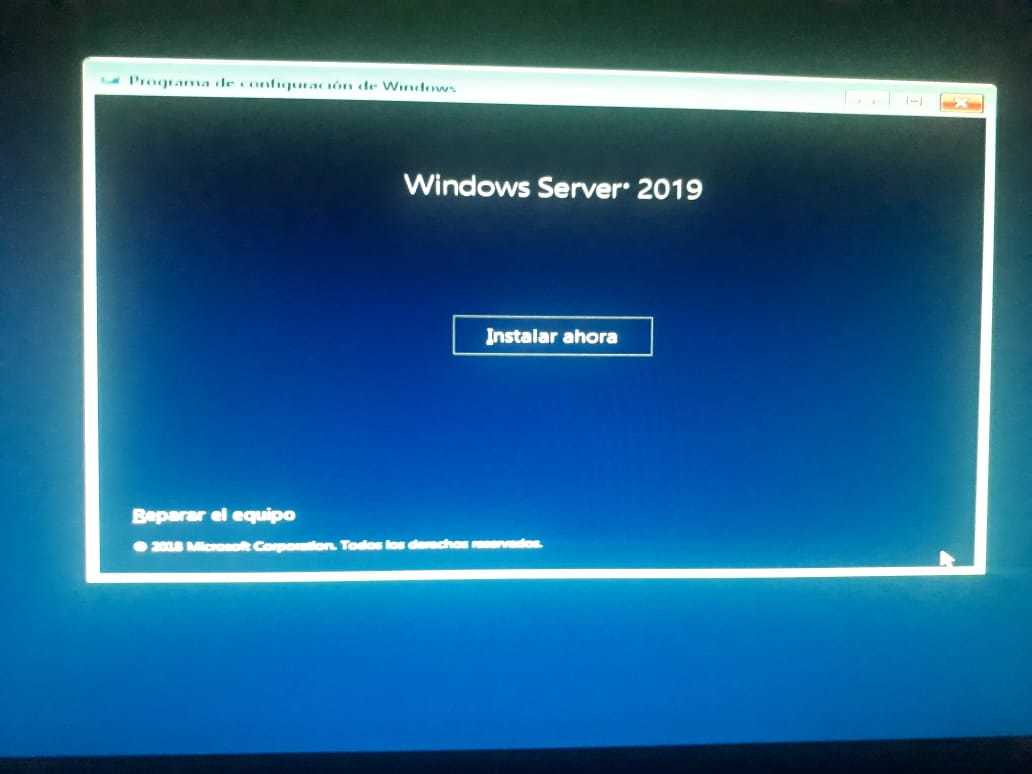 Programa de configuración de Windows
Windows Server® 2019
Instalar ahora
Reparar el equipo
© 2018 Microsoft Corporation. Todos los derechos reservados.